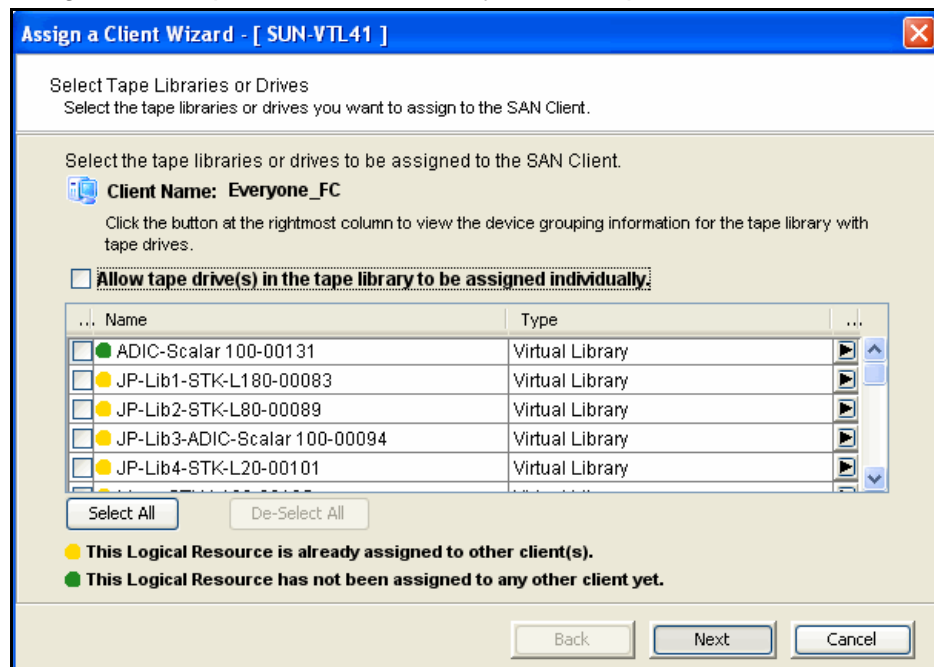 Assign a Client Wizard - [ SUN-VTL41 ]
Select Tape Libraries or Drives
Select the tape libraries or drives you want to assign to the SAN Client.
Select the tape libraries or drives to be assigned to the SAN Client.
Client Name: Everyone_FC
Click the button at the rightmost column to view the device grouping information for the tape library with
tape drives.
Allow tape drive(s) in the tape library to be assigned individually.
... Name Type ...
ADIC-Scalar 100-00131 Virtual Library
JP-Lib1-STK-L180-00083 Virtual Library
JP-Lib2-STK-L80-00089 Virtual Library
JP-Lib3-ADIC-Scalar 100-00094 Virtual Library
JP-Lib4-STK-L20-00101 Virtual Library
Select All De-Select All
This Logical Resource is already assigned to other client(s).
This Logical Resource has not been assigned to any other client yet.
Back Next Cancel